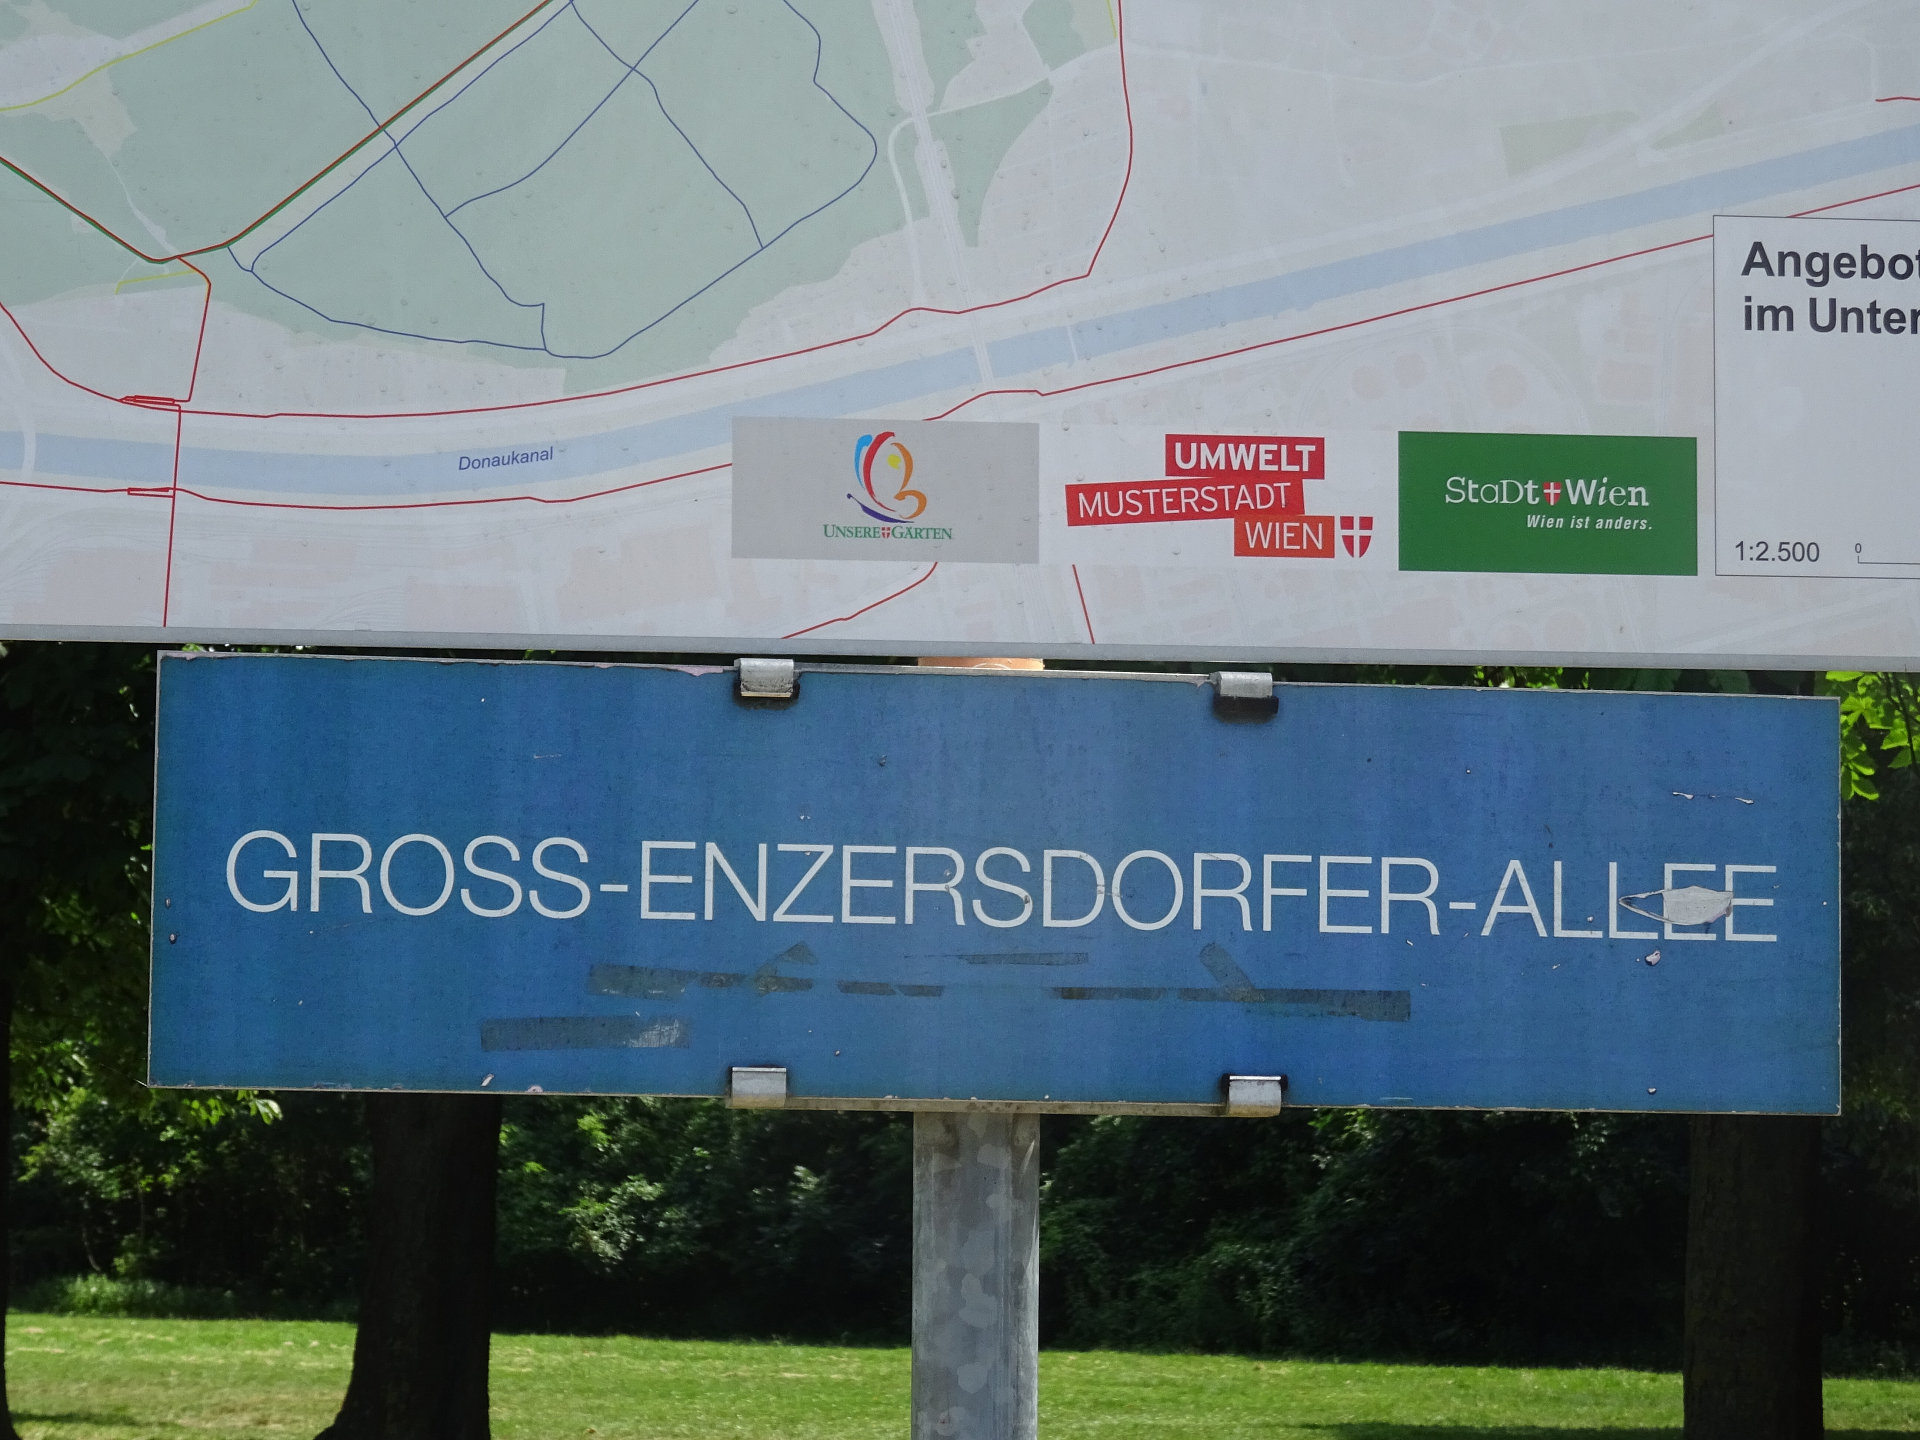 Angebot
im Unter
Donaukanal
UNSERE GÄRTEN
UMWELT
MUSTERSTADT
WIEN
StaDt Wien
Wien ist anders.
1:2.500
0
GROSS-ENZERSDORFER-ALLEE